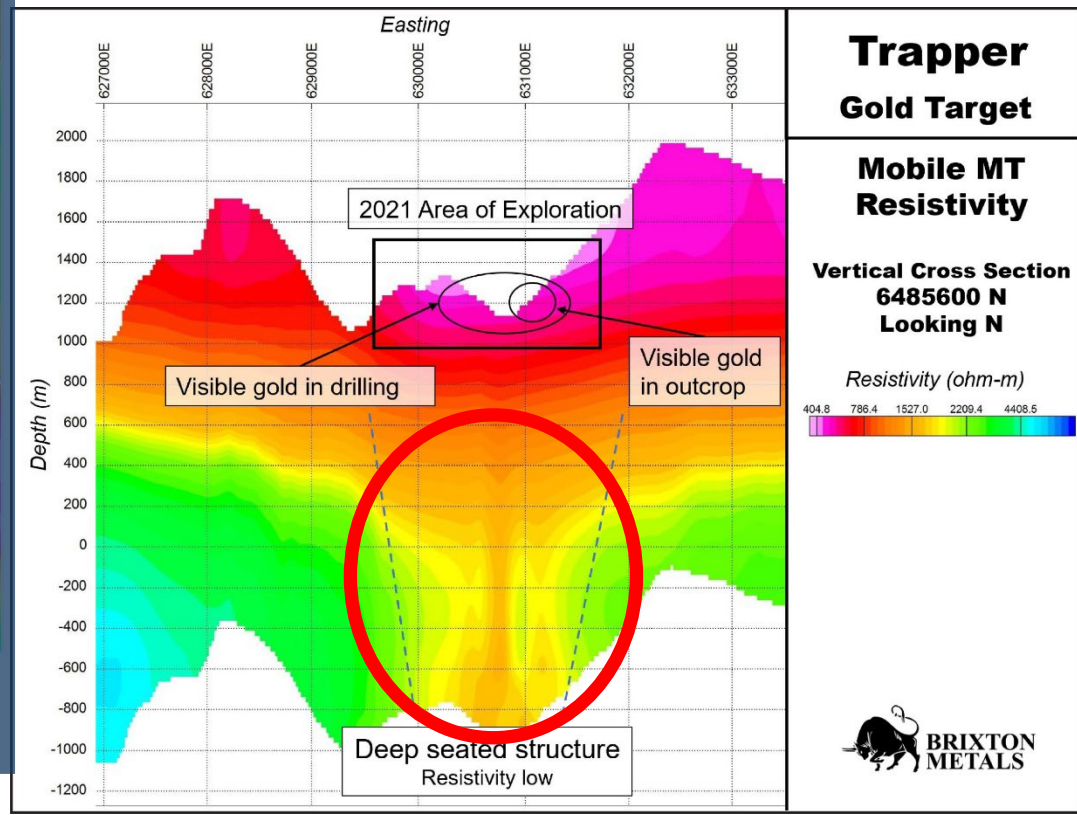 Easting
627000E
628000E
629000E
630000E
631000E
632000E
633000E
Depth (m)
2000
1800
1600
1400
1200
1000
800
600
400
200
0
-200
-400
-600
-800
-1000
-1200
2021 Area of Exploration
Visible gold in drilling
Visible gold
in outcrop
Deep seated structure
Resistivity low
Trapper
Gold Target
Mobile MT
Resistivity
Vertical Cross Section
6485600 N
Looking N
Resistivity (ohm-m)
404.8 786.4 1527.0 2209.4 4408.5
BRIXTON
METALS